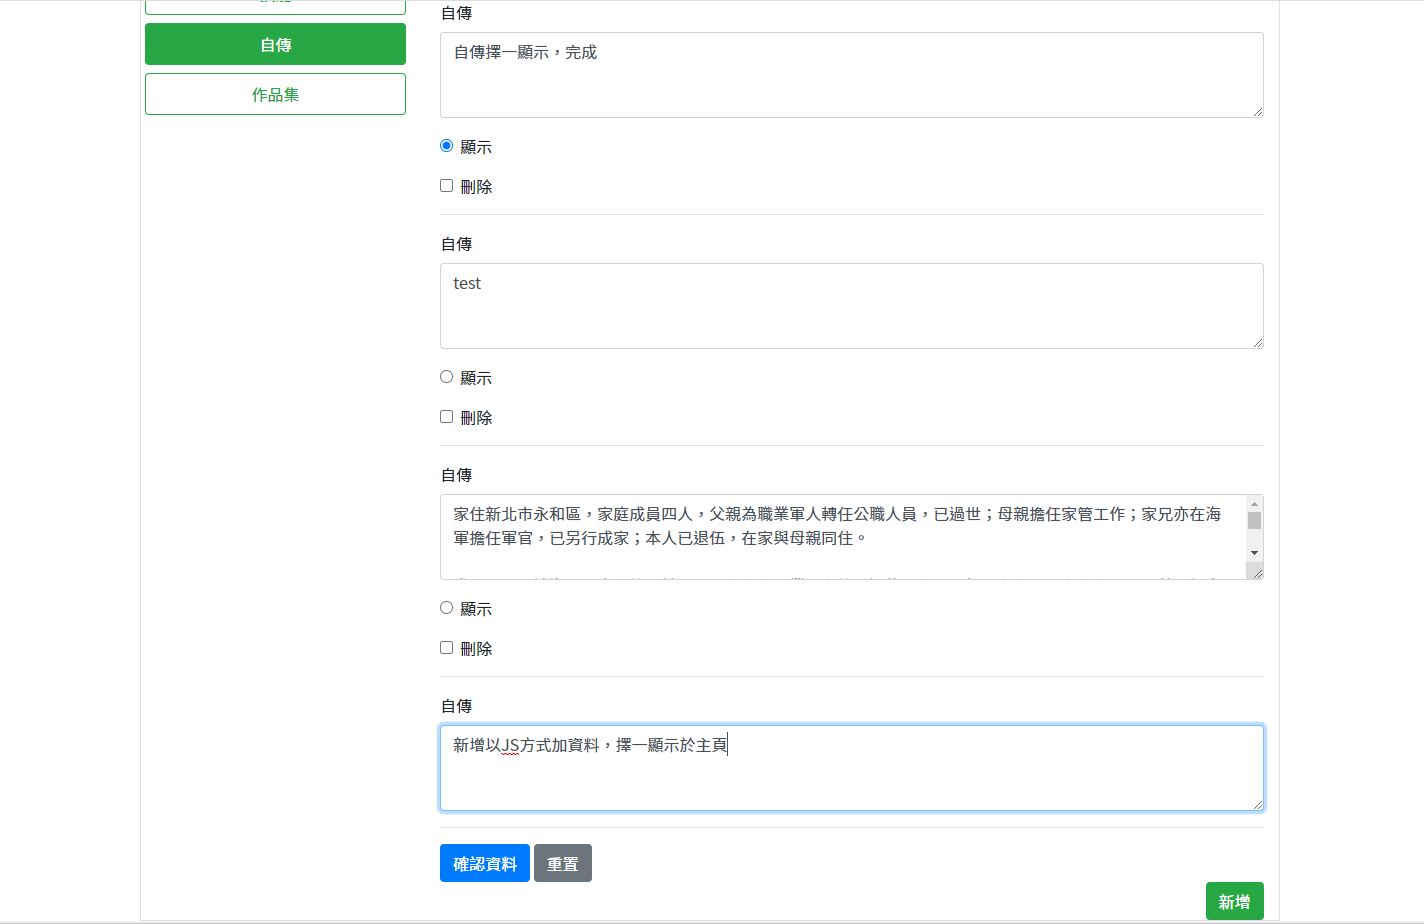 自傳
作品集
自傳
自傳擇一顯示，完成
顯示
刪除
自傳
test
顯示
刪除
自傳
家住新北市永和區，家庭成員四人，父親為職業軍人轉任公職人員，已過世；母親擔任家管工作；家兄亦在海
軍擔任軍官，已另行成家；本人已退伍，在家與母親同住。
顯示
刪除
自傳
新增以JS方式加資料，擇一顯示於主頁
確認資料 重置
新增